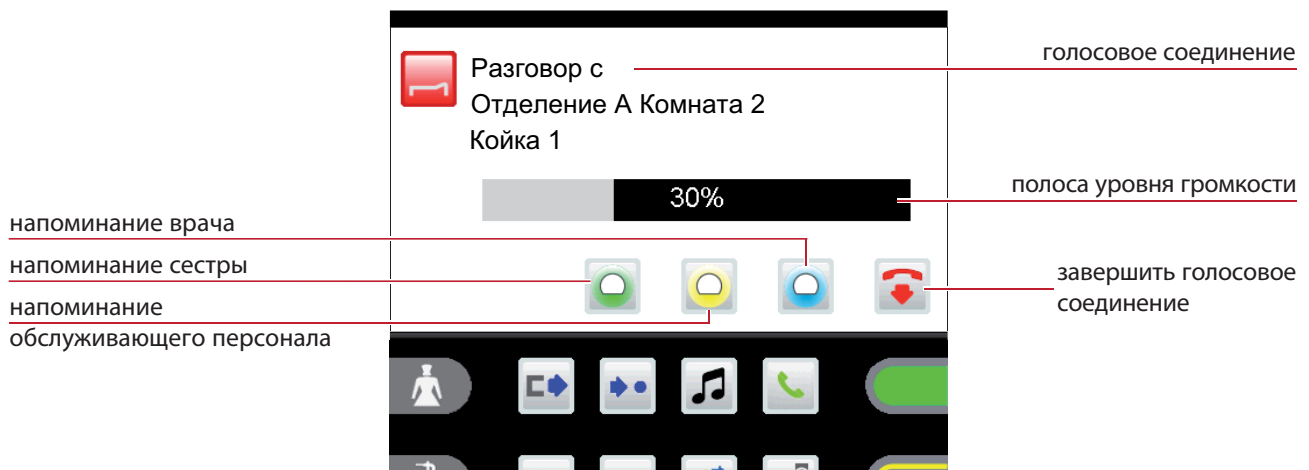 голосовое соединение
Разговор с
Отделение А Комната 2
Койка 1
полоса уровня громкости
30%
напоминание врача
напоминание сестры
напоминание
обслуживающего персонала
завершить голосовое
соединение